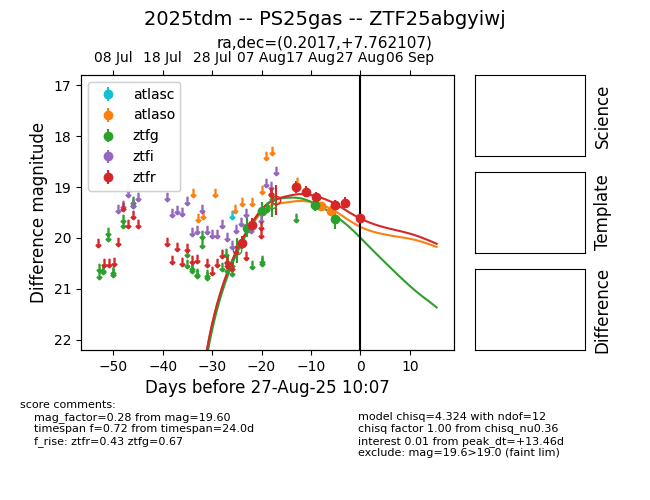 2025tdm -- PS25gas -- ZTF25abgyiwj
ra,dec=(0.2017,+7.762107)
08 Jul 18 Jul 28 Jul 07 Aug 17 Aug 27 Aug 06 Sep
atlasc
atlaso
ztfg
ztfi
ztfr
17
18
19
20
21
22
Difference magnitude
−50 −40 −30 −20 −10 0 10
Days before 27-Aug-25 10:07
Science
Template
Difference
score comments:
mag_factor=0.28 from mag=19.60
timespan f=0.72 from timespan=24.0d
f_rise: ztfr=0.43 ztfg=0.67
model chisq=4.324 with ndof=12
chisq factor 1.00 from chisq_nu0.36
interest 0.01 from peak_dt=+13.46d
exclude: mag=19.6>19.0 (faint lim)